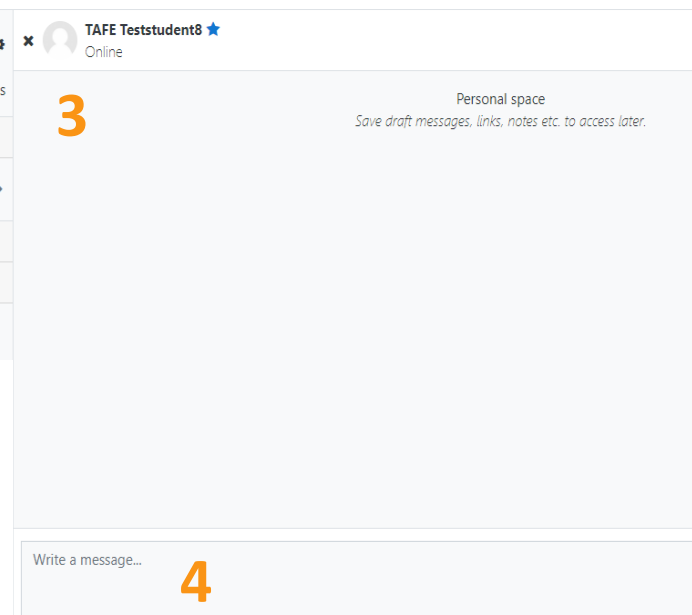 TAFE Teststudent8
Online
s
3
Personal space
Save draft messages, links, notes etc. to access later.
Write a message...
4